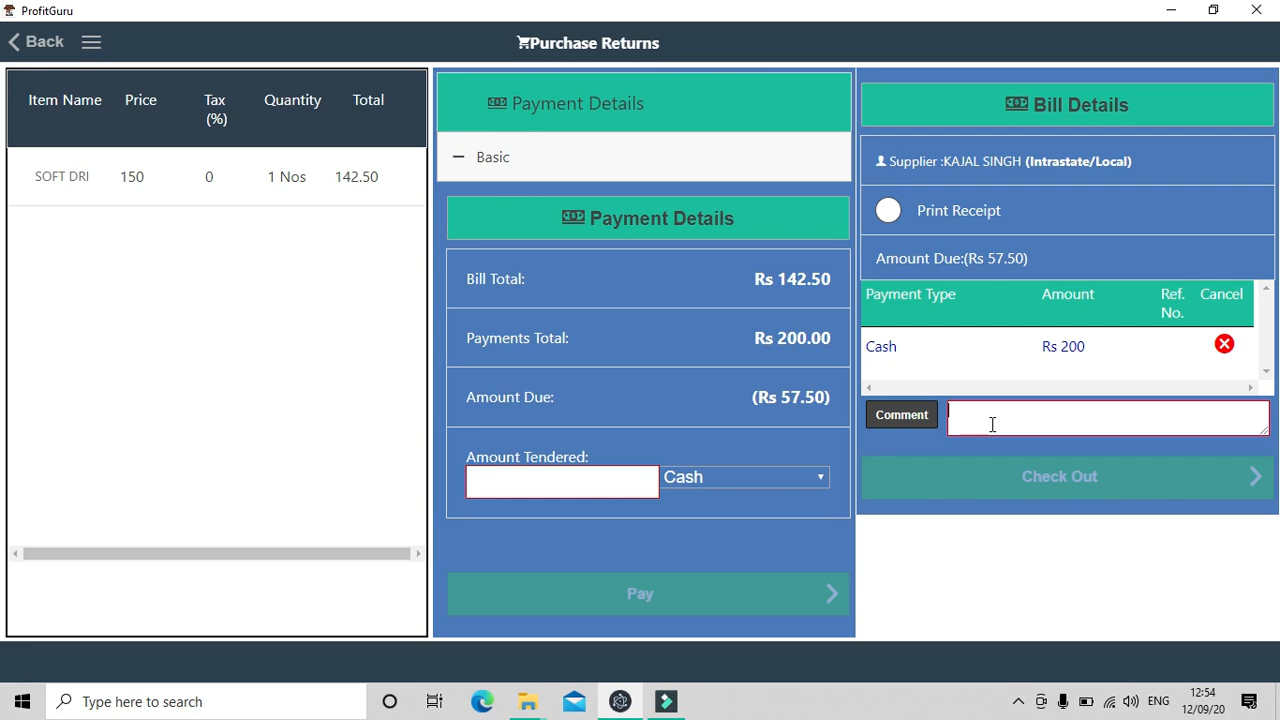 ProfitGuru
Back
Purchase Returns
Item Name Price Tax (%) Quantity Total
SOFT DRI 150 0 1 Nos 142.50
Payment Details
Basic
Payment Details
Bill Total: Rs 142.50
Payments Total: Rs 200.00
Amount Due: (Rs 57.50)
Amount Tendered:
Cash
Pay
Bill Details
Supplier :KAJAL SINGH (Intrastate/Local)
Print Receipt
Amount Due:(Rs 57.50)
Payment Type Amount Ref. No. Cancel
Cash Rs 200
Comment
Check Out
Type here to search
ENG
12:54
12/09/20